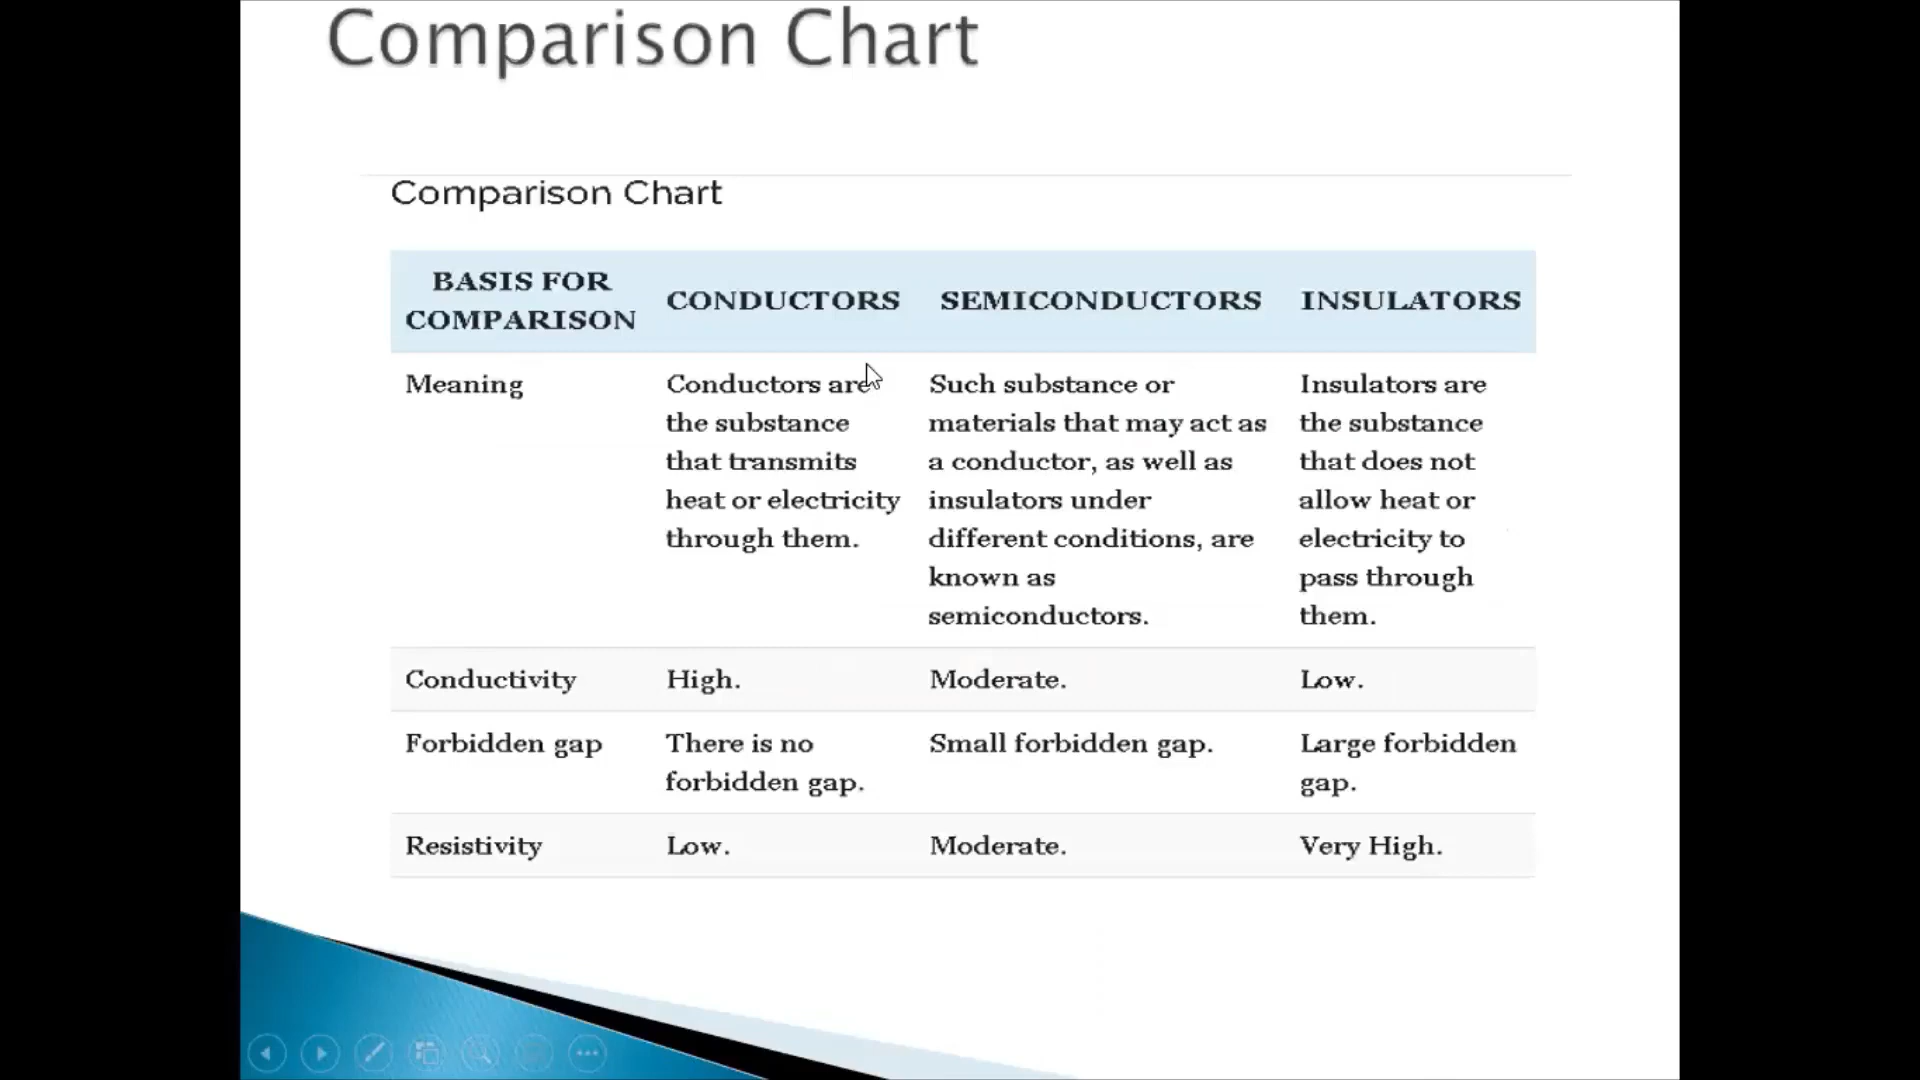 Comparison Chart
Comparison Chart
BASIS FOR
COMPARISON
CONDUCTORS
SEMICONDUCTORS
INSULATORS
Meaning
Conductors are
the substance
that transmits
heat or electricity
through them.
Such substance or
materials that may act as
a conductor, as well as
insulators under
different conditions, are
known as
semiconductors.
Insulators are
the substance
that does not
allow heat or
electricity to
pass through
them.
Conductivity
High.
Moderate.
Low.
Forbidden gap
There is no
forbidden gap.
Small forbidden gap.
Large forbidden
gap.
Resistivity
Low.
Moderate.
Very High.